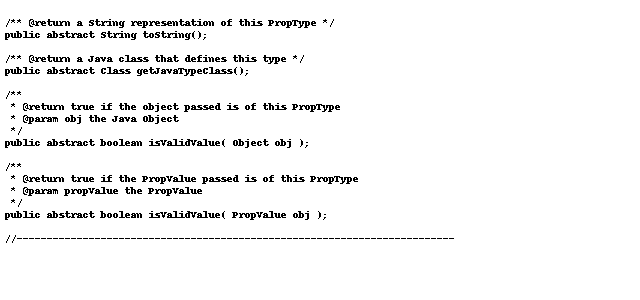 /** @return a String representation of this PropType */
public abstract String toString();
/** @return a Java class that defines this type */
public abstract Class getJavaTypeClass();
/**
* @return true if the object passed is of this PropType
* @param obj the Java Object
*/
public abstract boolean isValidValue( Object obj );
/**
* @return true if the PropValue passed is of this PropType
* @param propValue the PropValue
*/
public abstract boolean isValidValue( PropValue obj );
//-------------------------------------------------------------------------